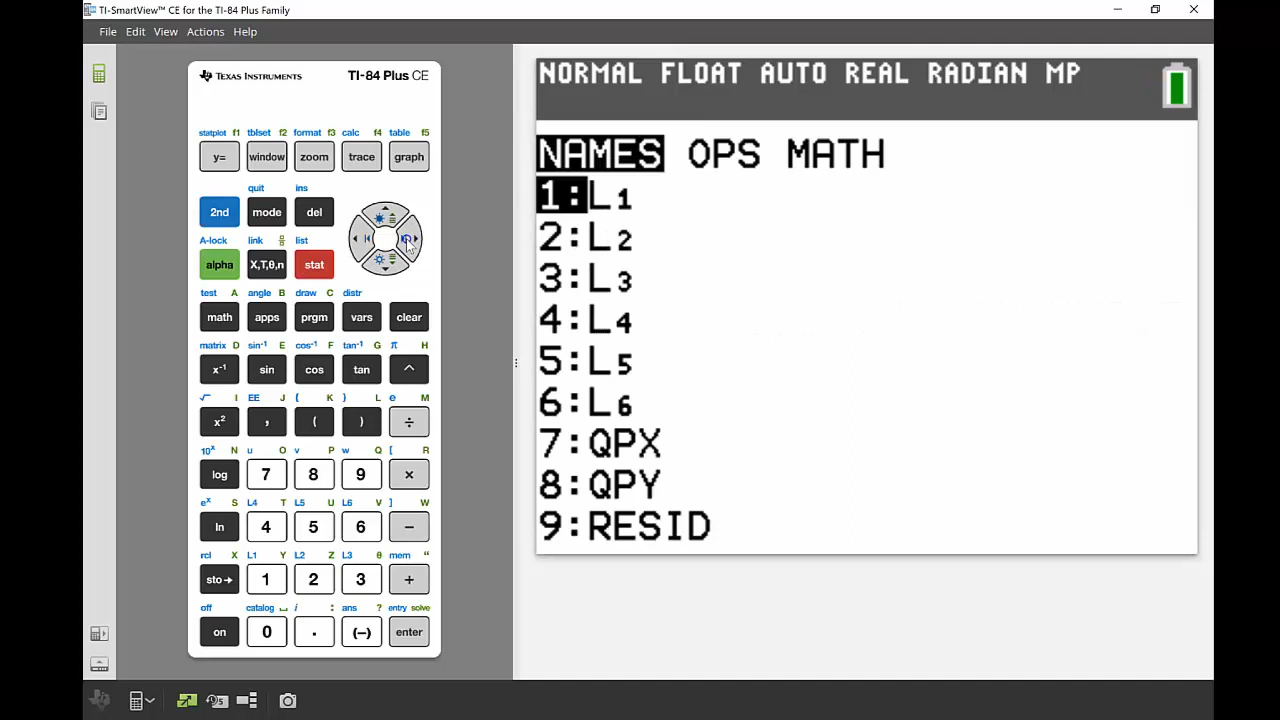 TI-SmartView™ CE for the TI-84 Plus Family
File Edit View Actions Help
TEXAS INSTRUMENTS TI-84 Plus CE
statplot f1 tblset f2 format f3 calc f4 table f5
y= window zoom trace graph
quit ins
2nd mode del
A-lock link list
alpha X,T,θ,n stat
test A angle B draw C distr
math apps prgm vars clear
matrix D sin⁻¹ E cos⁻¹ F tan⁻¹ G π H
x⁻¹ sin cos tan ^
√ I EE J { K } L e M
x² , ( ) ÷
10ˣ N u O v P w Q [ R
log 7 8 9 ×
eˣ S L4 T L5 U L6 V ] W
ln 4 5 6 −
rcl X L1 Y L2 Z L3 θ mem "
sto→ 1 2 3 +
off catalog ␣ i : ans ? entry solve
on 0 . (−) enter
NORMAL FLOAT AUTO REAL RADIAN MP
NAMES OPS MATH
1:L₁
2:L₂
3:L₃
4:L₄
5:L₅
6:L₆
7:QPX
8:QPY
9:RESID